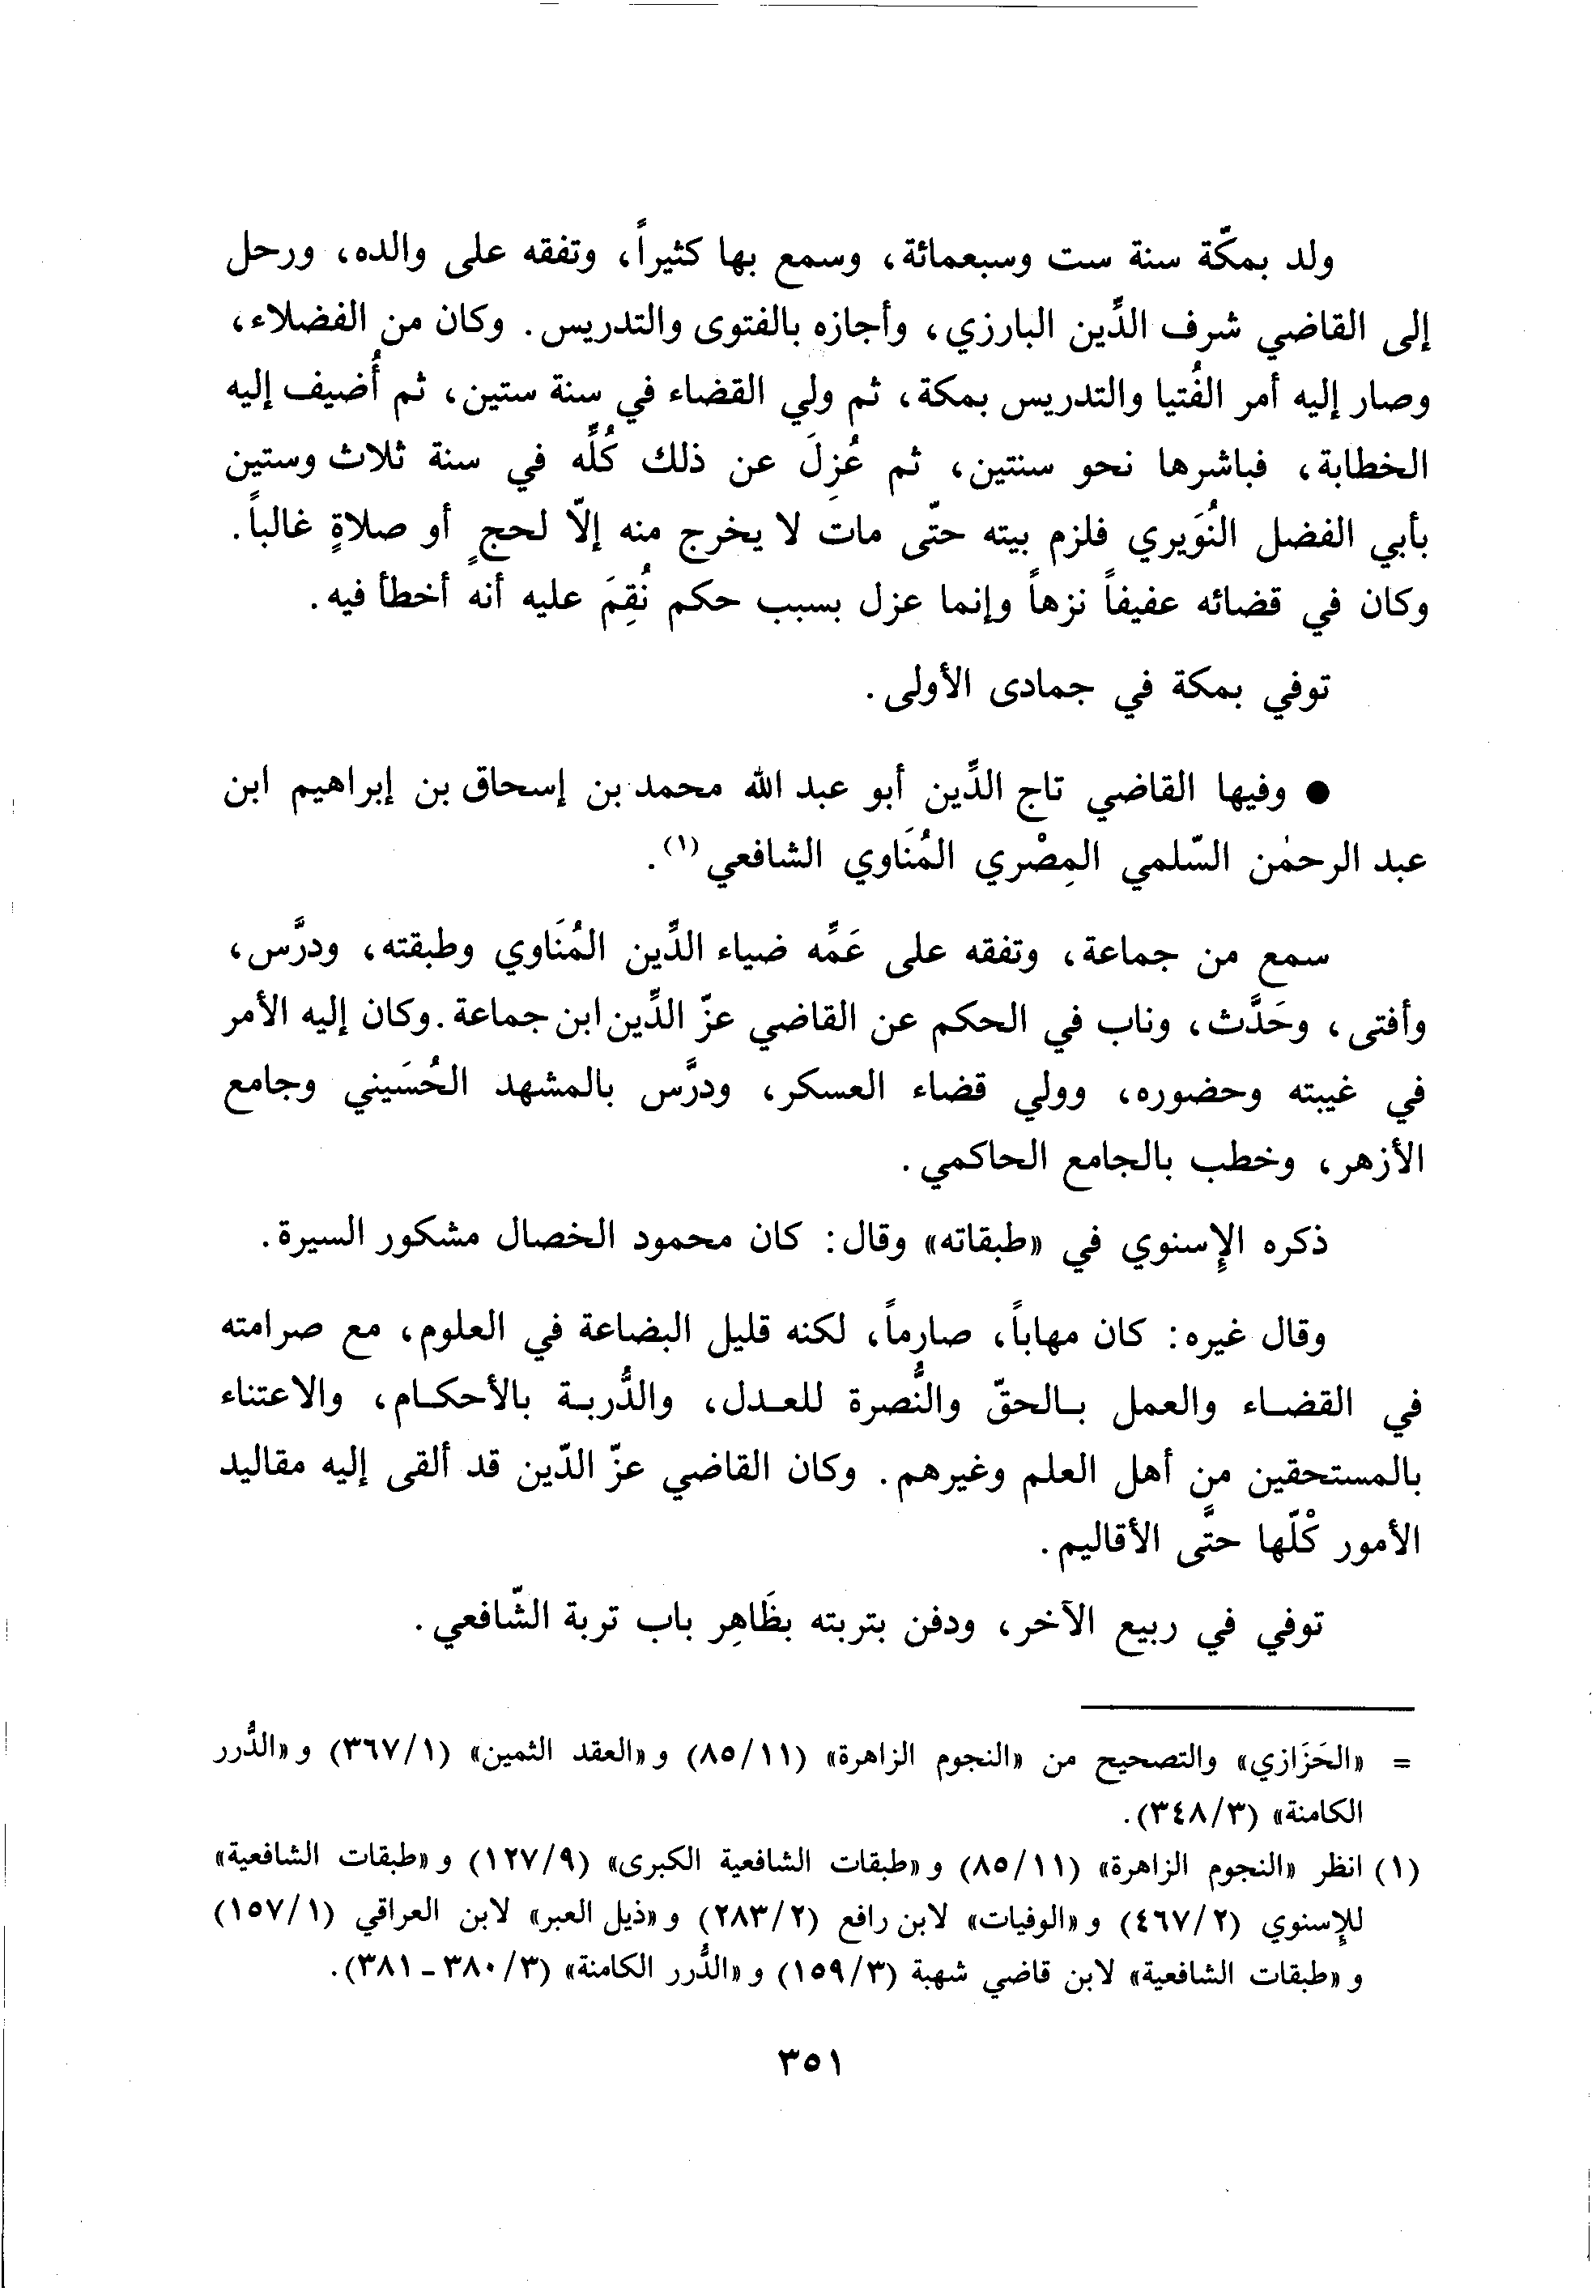 ولد بمكّة سنة ست وسبعمائة، وسمع بها كثيراً، وتفقه على والده، ورحل
إلى القاضي شرف الدِّين البارزي، وأجازه بالفتوى والتدريس. وكان من الفضلاء،
وصار إليه أمر الفُتيا والتدريس بمكة، ثم ولي القضاء في سنة ستين، ثم أُضيف إليه
الخطابة، فباشرها نحو سنتين، ثم عُزِلَ عن ذلك كُلِّه في سنة ثلاث وستين
بأبي الفضل النُوَيري فلزم بيته حتّى مات لا يخرج منه إلّا لحجٍ أو صلاةٍ غالباً.
وكان في قضائه عفيفاً نزهاً وإنما عزل بسبب حكم نُقِمَ عليه أنه أخطأ فيه.
توفي بمكة في جمادى الأولى.
● وفيها القاضي تاج الدِّين أبو عبد الله محمد بن إسحاق بن إبراهيم ابن
عبد الرحمٰن السّلمي المِصْري المُنَاوي الشافعي(١).
سمع من جماعة، وتفقه على عَمِّه ضياء الدِّين المُنَاوي وطبقته، ودرَّس،
وأفتى، وحَدَّث، وناب في الحكم عن القاضي عزّ الدِّين ابن جماعة. وكان إليه الأمر
في غيبته وحضوره، وولي قضاء العسكر، ودرَّس بالمشهد الحُسَيني وجامع
الأزهر، وخطب بالجامع الحاكمي.
ذكره الإسنوي في «طبقاته» وقال: كان محمود الخصال مشكور السيرة.
وقال غيره: كان مهاباً، صارماً، لكنه قليل البضاعة في العلوم، مع صرامته
في القضاء والعمل بالحقّ والنُّصرة للعدل، والدُّربة بالأحكام، والاعتناء
بالمستحقين من أهل العلم وغيرهم. وكان القاضي عزّ الدّين قد ألقى إليه مقاليد
الأمور كْلّها حتَّى الأقاليم.
توفي في ربيع الآخر، ودفن بتربته بظَاهِر باب تربة الشّافعي.
= «الحَرَازي» والتصحيح من «النجوم الزاهرة» (٨٥/١١) و«العقد الثمين» (٣٦٧/١) و«الدُّرر
الكامنة» (٣٤٨/٣).
(١) انظر «النجوم الزاهرة» (٨٥/١١) و«طبقات الشافعية الكبرى» (١٢٧/٩) و«طبقات الشافعية»
للإسنوي (٤٦٧/٢) و«الوفيات» لابن رافع (٢٨٣/٢) و«ذيل العبر» لابن العراقي (١٥٧/١)
و«طبقات الشافعية» لابن قاضي شهبة (١٥٩/٣) و«الدُّرر الكامنة» (٣٨٠/٣ - ٣٨١).
٣٥١